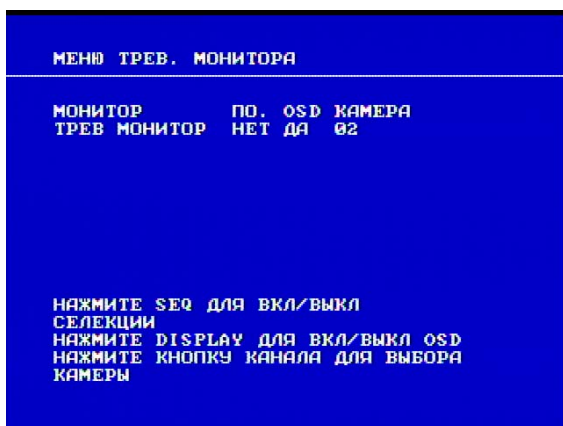 МЕНЮ ТРЕВ. МОНИТОРА
МОНИТОР ПО. OSD КАМЕРА
ТРЕВ МОНИТОР НЕТ ДА 02
НАЖМИТЕ SEQ ДЛЯ ВКЛ/ВЫКЛ
СЕЛЕКЦИИ
НАЖМИТЕ DISPLAY ДЛЯ ВКЛ/ВЫКЛ OSD
НАЖМИТЕ КНОПКУ КАНАЛА ДЛЯ ВЫБОРА
КАМЕРЫ